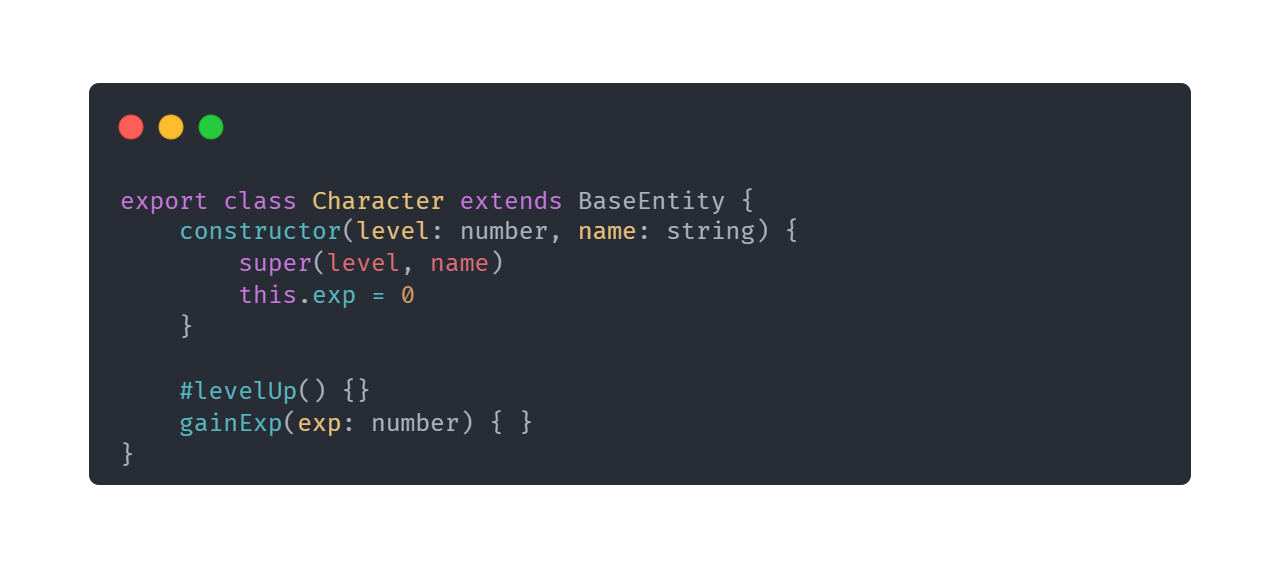 export class Character extends BaseEntity {
    constructor(level: number, name: string) {
        super(level, name)
        this.exp = 0
    }

    #levelUp() {}
    gainExp(exp: number) { }
}